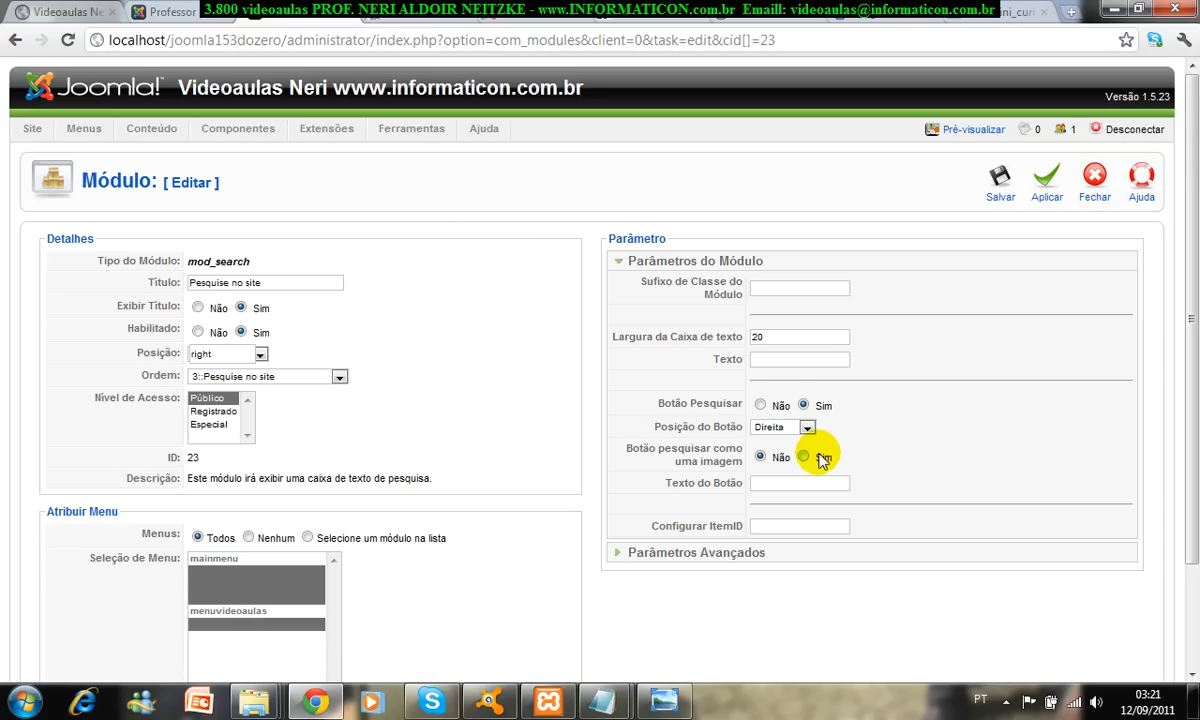 3.800 videoaulas PROF. NERI ALDOIR NEITZKE - www.INFORMATICON.com.br Emaill: videoaulas@informaticon.com.br
Videoaulas Ne
Professor
localhost/joomla153dozero/administrator/index.php?option=com_modules&client=0&task=edit&cid[]=23
Joomla! Videoaulas Neri www.informaticon.com.br
Versão 1.5.23
Site Menus Conteúdo Componentes Extensões Ferramentas Ajuda Pré-visualizar 0 1 Desconectar
Módulo: [ Editar ]
Salvar Aplicar Fechar Ajuda
Detalhes
Tipo do Módulo: mod_search
Título: Pesquise no site
Exibir Título: Não Sim
Habilitado: Não Sim
Posição: right
Ordem: 3::Pesquise no site
Nível de Acesso: Público
Registrado
Especial
ID: 23
Descrição: Este módulo irá exibir uma caixa de texto de pesquisa.
Atribuir Menu
Menus: Todos Nenhum Selecione um módulo na lista
Seleção de Menu: mainmenu
menuvideoaulas
Parâmetro
Parâmetros do Módulo
Sufixo de Classe do
Módulo
Largura da Caixa de texto 20
Texto
Botão Pesquisar Não Sim
Posição do Botão Direita
Botão pesquisar como
uma imagem Não Sim
Texto do Botão
Configurar ItemID
Parâmetros Avançados
PT 03:21
12/09/2011